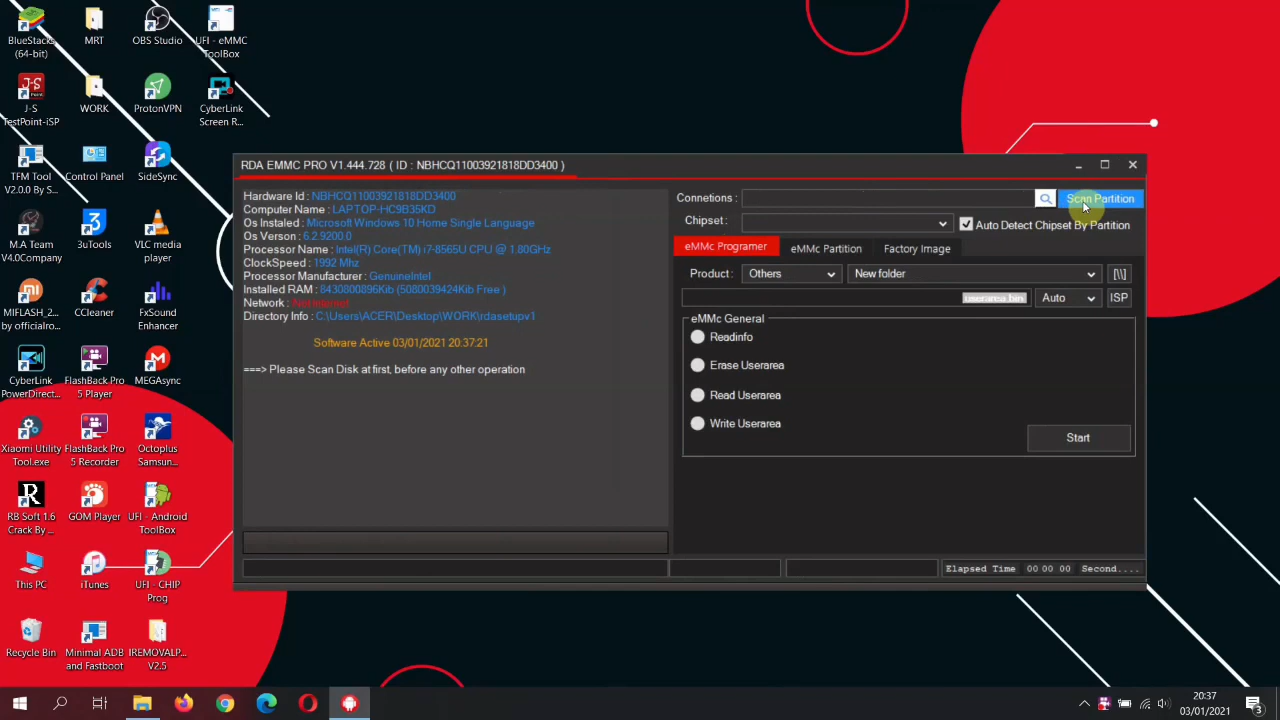 BlueStacks
(64-bit)
MRT
OBS Studio
UFI - eMMC
ToolBox
J-S
TestPoint-iSP
WORK
ProtonVPN
CyberLink
Screen R...
TFM Tool
V2.0.0 By S...
Control Panel
SideSync
M.A Team
V4.0Company
3uTools
VLC media
player
MIFLASH_2...
by officialro...
CCleaner
FxSound
Enhancer
CyberLink
PowerDirect...
FlashBack Pro
5 Player
MEGAsync
Xiaomi Utility
Tool.exe
FlashBack Pro
5 Recorder
Octoplus
Samsun...
RB Soft 1.6
Crack By ...
GOM Player
UFI - Android
ToolBox
This PC
iTunes
UFI - CHIP
Prog
Recycle Bin
Minimal ADB
and Fastboot
IREMOVALP...
V2.5
RDA EMMC PRO V1.444.728 ( ID : NBHCQ11003921818DD3400 )
Hardware Id : NBHCQ11003921818DD3400
Computer Name : LAPTOP-HC9B35KD
Os Instaled : Microsoft Windows 10 Home Single Language
Os Version : 6.2.9200.0
Processor Name : Intel(R) Core(TM) i7-8565U CPU @ 1.80GHz
ClockSpeed : 1992 Mhz
Processor Manufacture : GenuineIntel
Installed RAM : 8430800896Kib (5080039424Kib Free )
Network :
Directory Info : C:\Users\ACER\Desktop\WORK\rdasetupv1
Software Active 03/01/2021 20:37:21
===> Please Scan Disk at first, before any other operation
Connetions :
Scan Partition
Chipset :
Auto Detect Chipset By Partition
eMMc Programer
eMMc Partition
Factory Image
Product :
Others
New folder
[\\]
userarea.bin
Auto
ISP
eMMc General
Readinfo
Erase Userarea
Read Userarea
Write Userarea
Start
Elapsed Time 00 00 00 Second....
20:37
03/01/2021
3